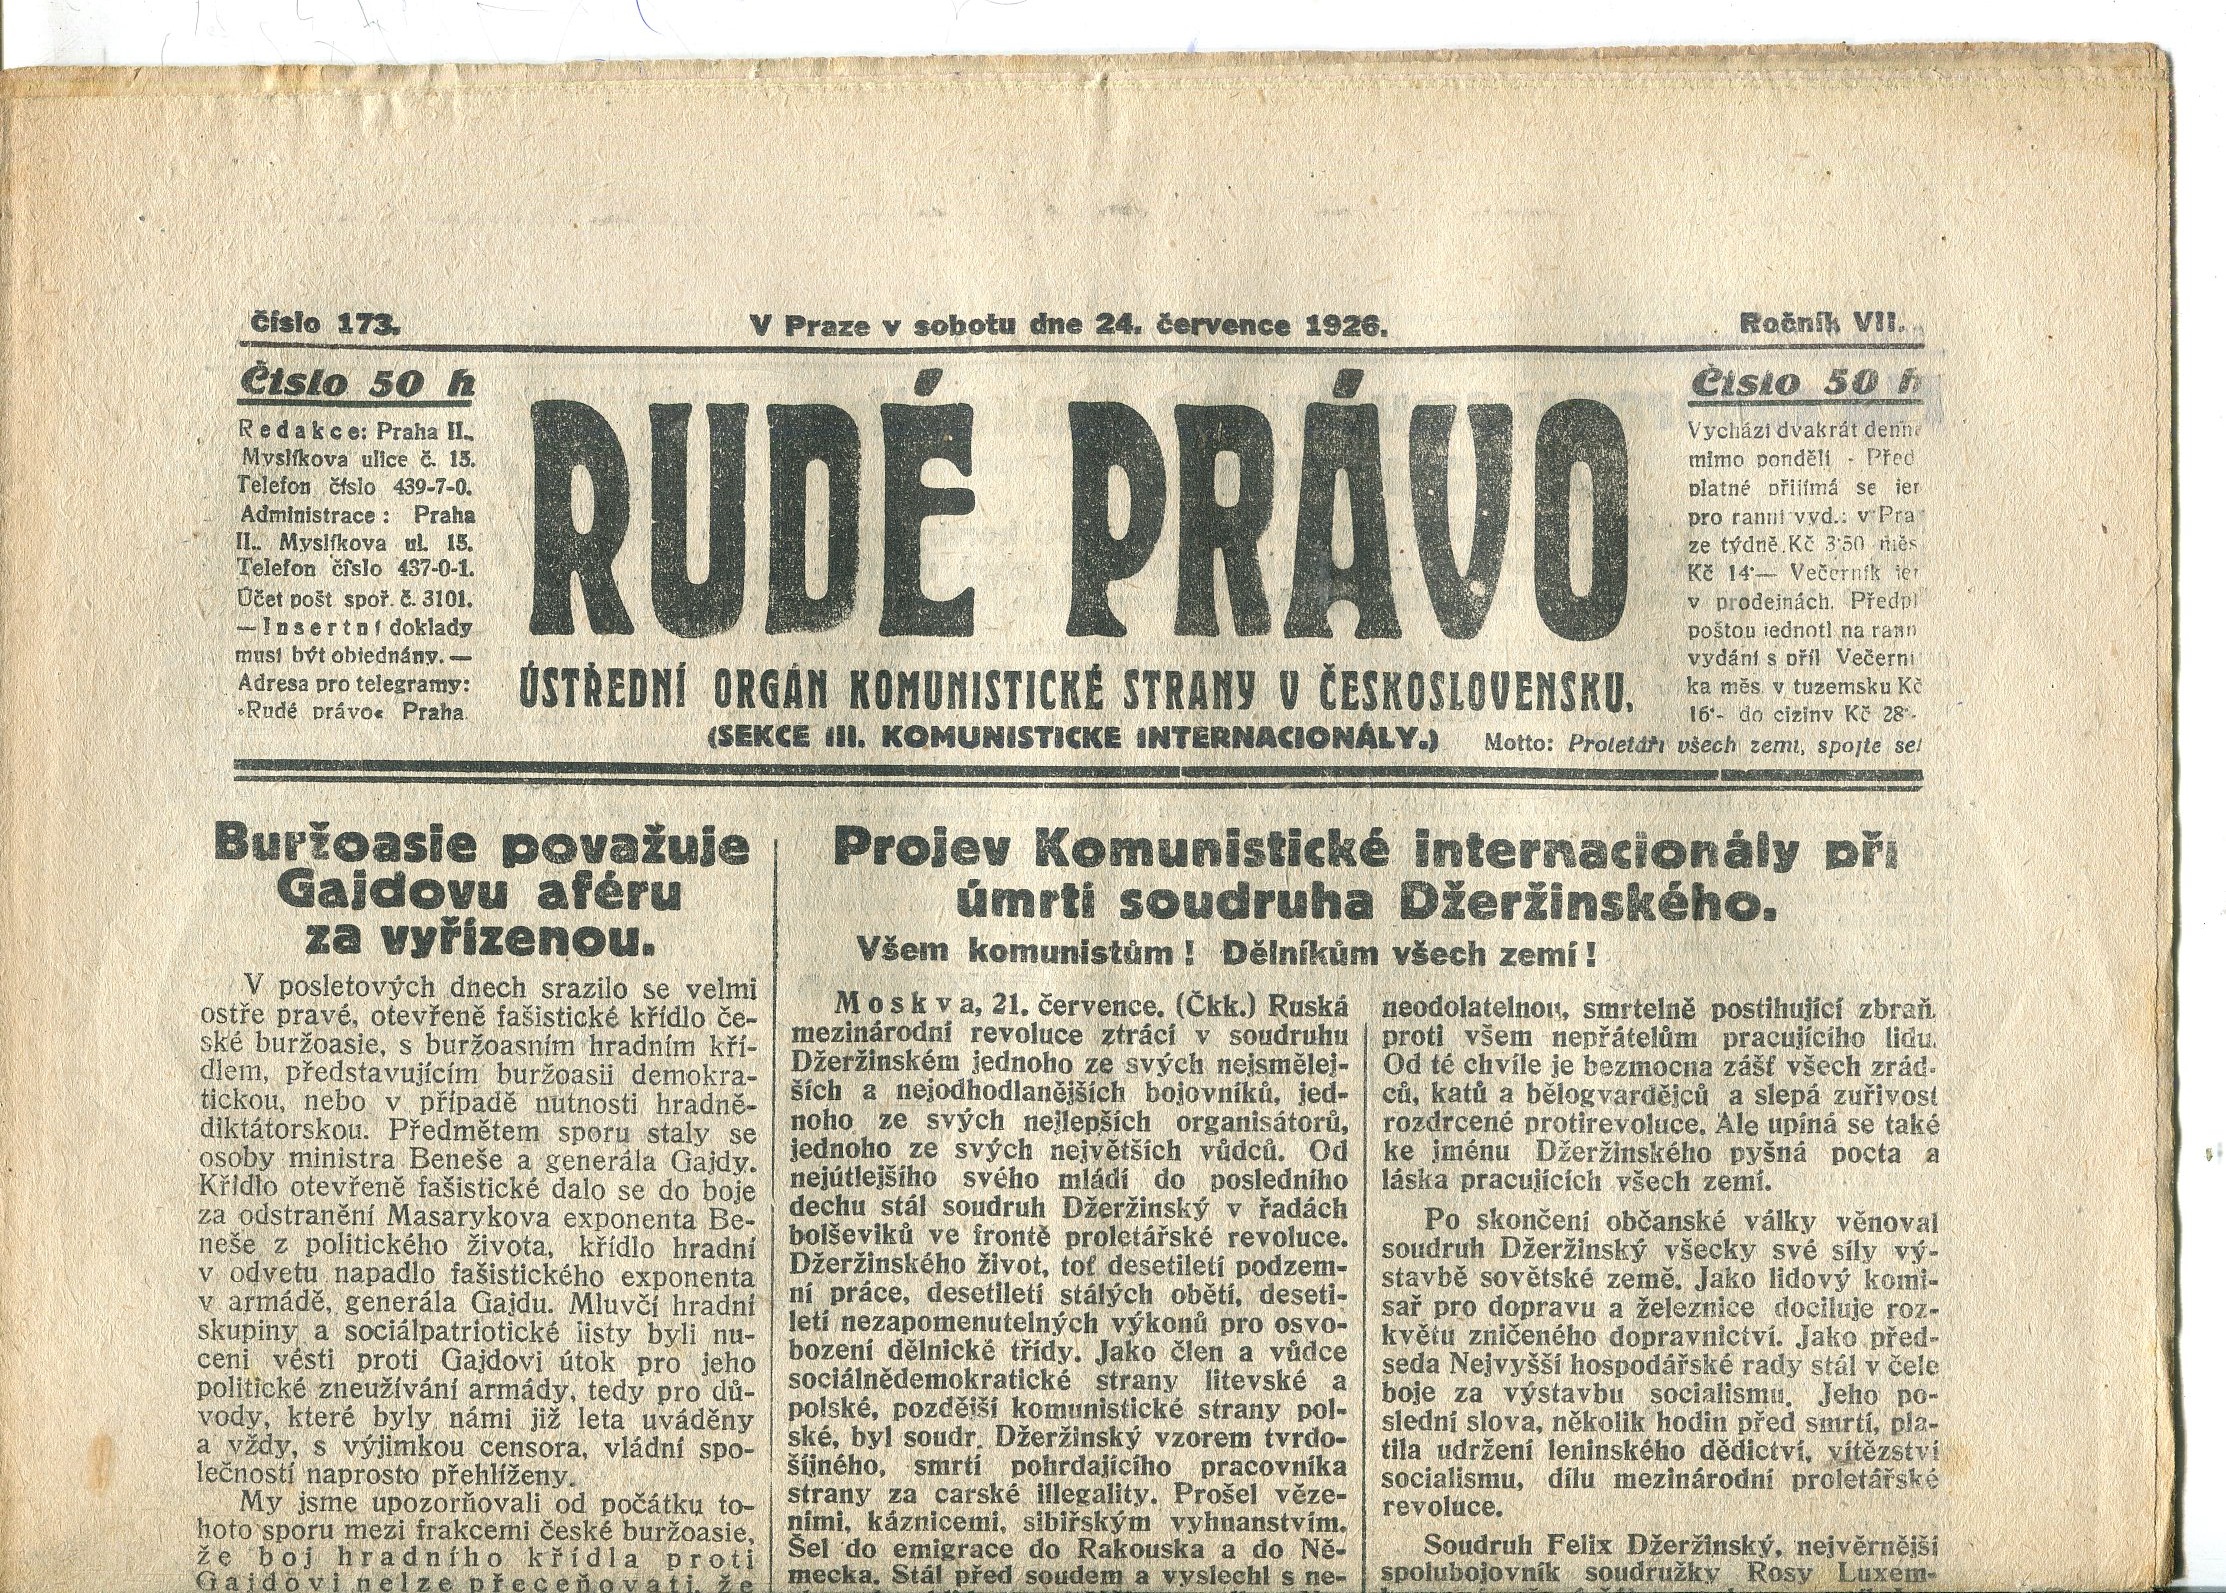 číslo 173.
V Praze v sobotu dne 24. července 1926.
Ročník VII.
Číslo 50 h
Redakce: Praha II.,
Myslíkova ulice č. 15.
Telefon číslo 439-7-0.
Administrace: Praha
II., Myslíkova ul. 15.
Telefon číslo 437-0-1.
Účet pošt spoř. č. 3101.
— Insertní doklady
musí být objednány. —
Adresa pro telegramy:
»Rudé právo« Praha.
RUDÉ PRÁVO
ÚSTŘEDNÍ ORGÁN KOMUNISTICKÉ STRANY V ČESKOSLOVENSKU.
(SEKCE III. KOMUNISTICKÉ INTERNACIONÁLY.)
Číslo 50 h
Vychází dvakrát denně
mimo pondělí - Před
platné přijímá se jen
pro ranní vyd.: v Pra
ze týdně Kč 3·50 měs
Kč 14·— Večerník jen
v prodejnách. Předpl
poštou jednotl na rann
vydání s příl Večerní
ka měs. v tuzemsku Kč
16·- do ciziny Kč 28·-
Motto: Proletáři všech zemí, spojte se!
Buržoasie považuje
Gajdovu aféru
za vyřízenou.
V posletových dnech srazilo se velmi
ostře pravé, otevřeně fašistické křídlo če-
ské buržoasie, s buržoasním hradním kří-
dlem, představujícím buržoasii demokra-
tickou, nebo v případě nutnosti hradně-
diktátorskou. Předmětem sporu staly se
osoby ministra Beneše a generála Gajdy.
Křídlo otevřeně fašistické dalo se do boje
za odstranění Masarykova exponenta Be-
neše z politického života, křídlo hradní
v odvetu napadlo fašistického exponenta
v armádě, generála Gajdu. Mluvčí hradní
skupiny a sociálpatriotické listy byli nu-
ceni vésti proti Gajdovi útok pro jeho
politické zneužívání armády, tedy pro dů-
vody, které byly námi již léta uváděny
a vždy, s výjimkou censora, vládní spo-
lečností naprosto přehlíženy.
My jsme upozorňovali od počátku to-
hoto sporu mezi frakcemi české buržoasie,
že boj hradního křídla proti
Gajdovi nelze přeceňovati, že
Projev Komunistické internacionály při
úmrtí soudruha Džeržinského.
Všem komunistům! Dělníkům všech zemí!
Moskva, 21. července. (Čkk.) Ruská
mezinárodní revoluce ztrácí v soudruhu
Džeržinském jednoho ze svých nejsmělej-
ších a nejodhodlanějších bojovníků, jed-
noho ze svých nejlepších organisátorů,
jednoho ze svých největších vůdců. Od
nejútlejšího svého mládí do posledního
dechu stál soudruh Džeržinský v řadách
bolševiků ve frontě proletářské revoluce.
Džeržinského život, toť desetiletí podzem-
ní práce, desetiletí stálých obětí, deseti-
letí nezapomenutelných výkonů pro osvo-
bození dělnické třídy. Jako člen a vůdce
sociálnědemokratické strany litevské a
polské, pozdější komunistické strany pol-
ské, byl soudr. Džeržinský vzorem tvrdo-
šíjného, smrtí pohrdajícího pracovníka
strany za carské illegality. Prošel věze-
ními, káznicemi, sibiřským vyhnanstvím.
Šel do emigrace do Rakouska a do Ně-
mecka. Stál před soudem a vyslechl s ne-
neodolatelnou, smrtelně postihující zbraň
proti všem nepřátelům pracujícího lidu.
Od té chvíle je bezmocna zášť všech zrád-
ců, katů a bělogvardějců a slepá zuřivost
rozdrcené protirevoluce. Ale upíná se také
ke jménu Džeržinského pyšná pocta a
láska pracujících všech zemí.
Po skončení občanské války věnoval
soudruh Džeržinský všecky své síly vý-
stavbě sovětské země. Jako lidový komi-
sař pro dopravu a železnice dociluje roz-
květu zničeného dopravnictví. Jako před-
seda Nejvyšší hospodářské rady stál v čele
boje za výstavbu socialismu. Jeho po-
slední slova, několik hodin před smrtí, pla-
tila udržení leninského dědictví, vítězství
socialismu, dílu mezinárodní proletářské
revoluce.
Soudruh Felix Džeržinský, nejvěrnější
spolubojovník soudružky Rosy Luxem-